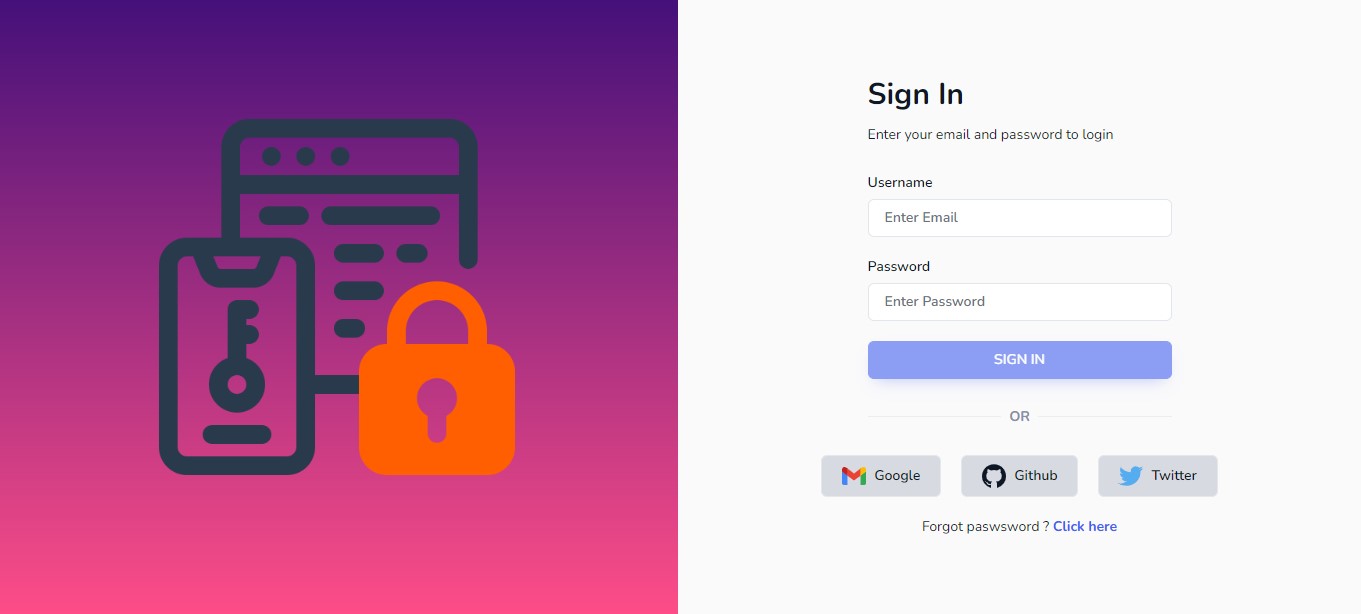 Sign In
Enter your email and password to login
Username
Enter Email
Password
Enter Password
SIGN IN
OR
Google Github Twitter
Forgot paswsword ? Click here